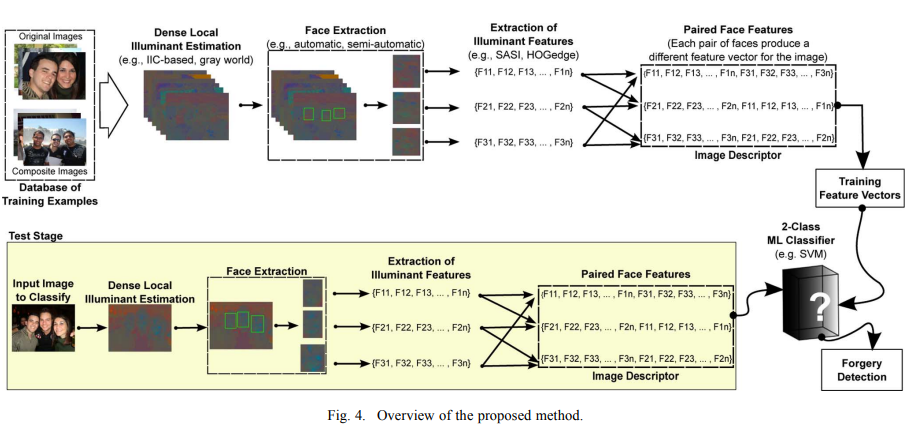 Original Images
Composite Images
Database of
Training Examples
Dense Local
Illuminant Estimation
(e.g., IIC-based, gray world)
Face Extraction
(e.g., automatic, semi-automatic)
Extraction of
Illuminant Features
(e.g., SASI, HOGedge)
{F11, F12, F13, ... , F1n}
{F21, F22, F23, ... , F2n}
{F31, F32, F33, ... , F3n}
Paired Face Features
(Each pair of faces produce a
different feature vector for the image)
{F11, F12, F13, ... , F1n, F31, F32, F33, ... , F3n}
{F21, F22, F23, ... , F2n, F11, F12, F13, ... , F1n}
{F31, F32, F33, ... , F3n, F21, F22, F23, ... , F2n}
Image Descriptor
Training
Feature Vectors
2-Class
ML Classifier
(e.g. SVM)
?
Forgery
Detection
Test Stage
Input Image
to Classify
Dense Local
Illuminant Estimation
Face Extraction
Extraction of
Illuminant Features
{F11, F12, F13, ... , F1n}
{F21, F22, F23, ... , F2n}
{F31, F32, F33, ... , F3n}
Paired Face Features
{F11, F12, F13, ... , F1n, F31, F32, F33, ... , F3n}
{F21, F22, F23, ... , F2n, F11, F12, F13, ... , F1n}
{F31, F32, F33, ... , F3n, F21, F22, F23, ... , F2n}
Image Descriptor
Fig. 4. Overview of the proposed method.